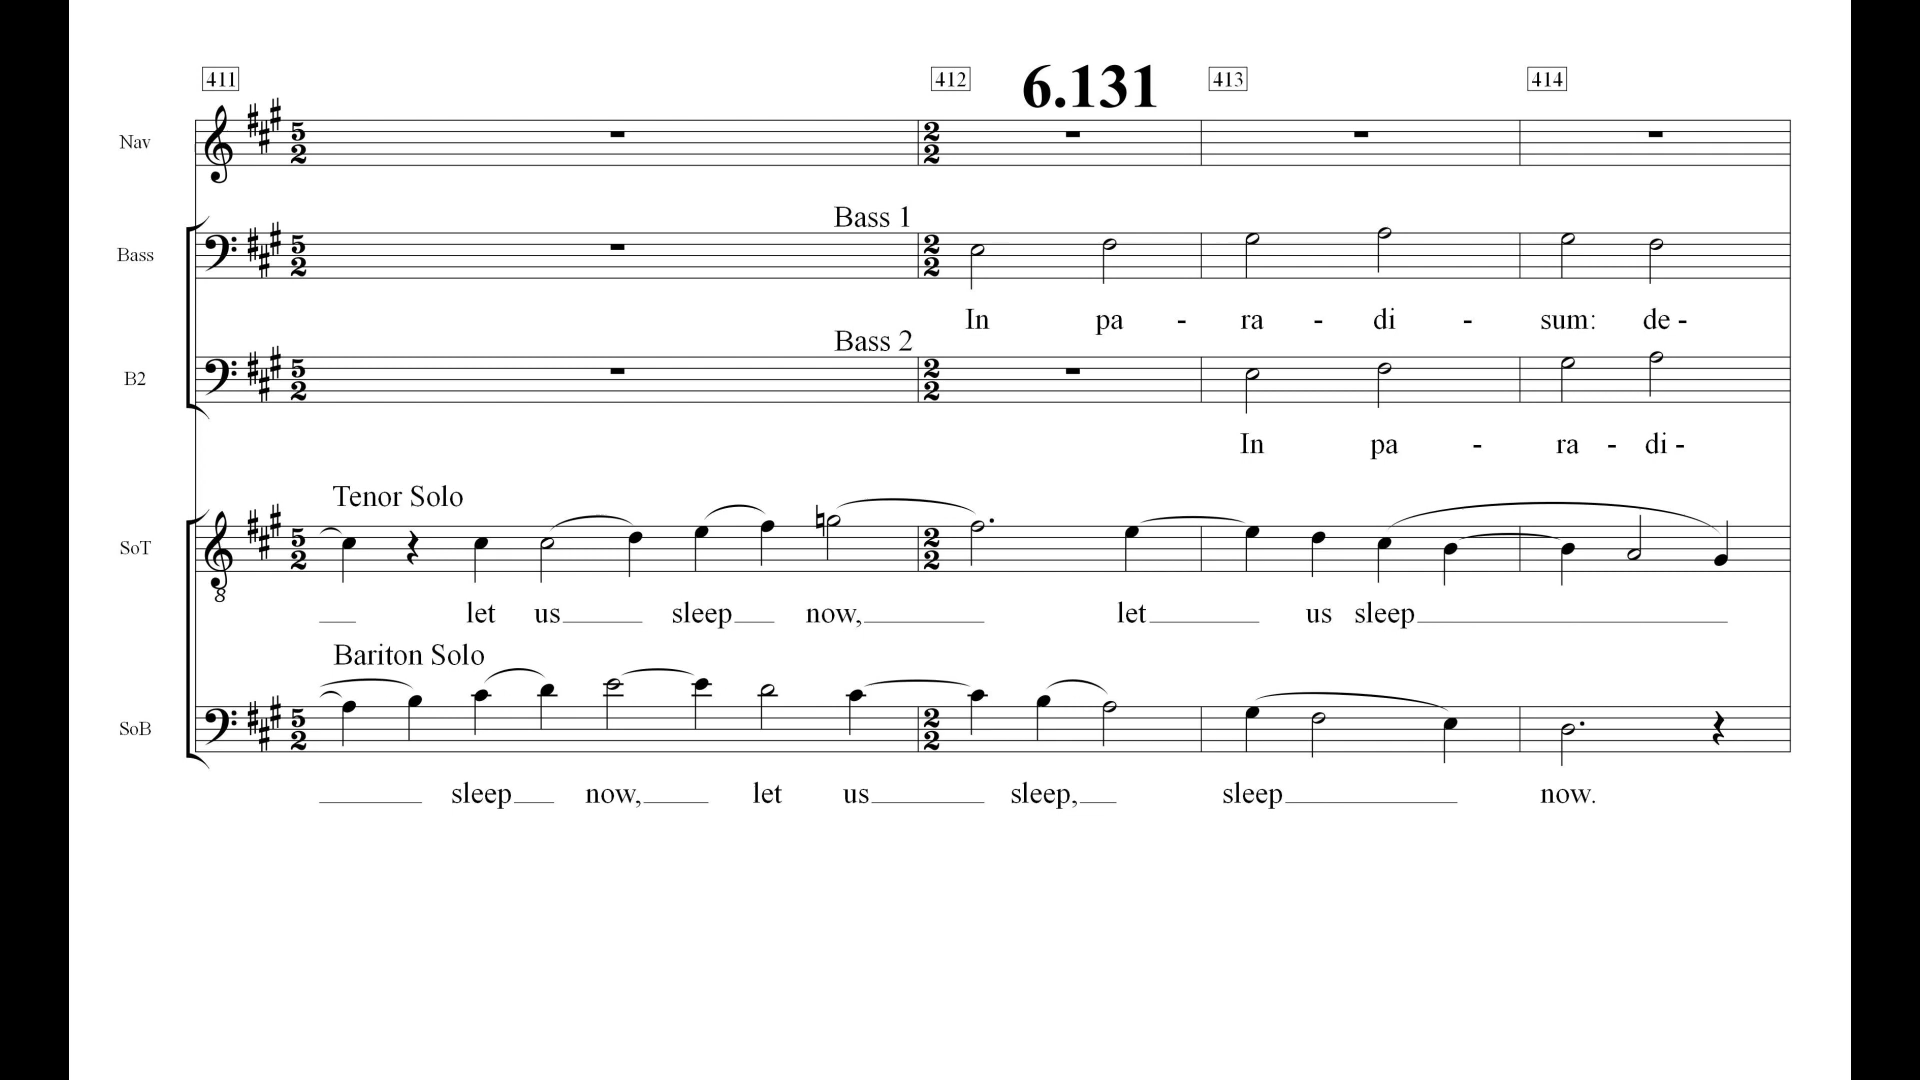 411 412 6.131 413 414
Nav
Bass 1
Bass
In pa - ra - di - sum: de -
Bass 2
B2
In pa - ra - di -
Tenor Solo
SoT
let us sleep now, let us sleep
Bariton Solo
SoB
sleep now, let us sleep, sleep now.